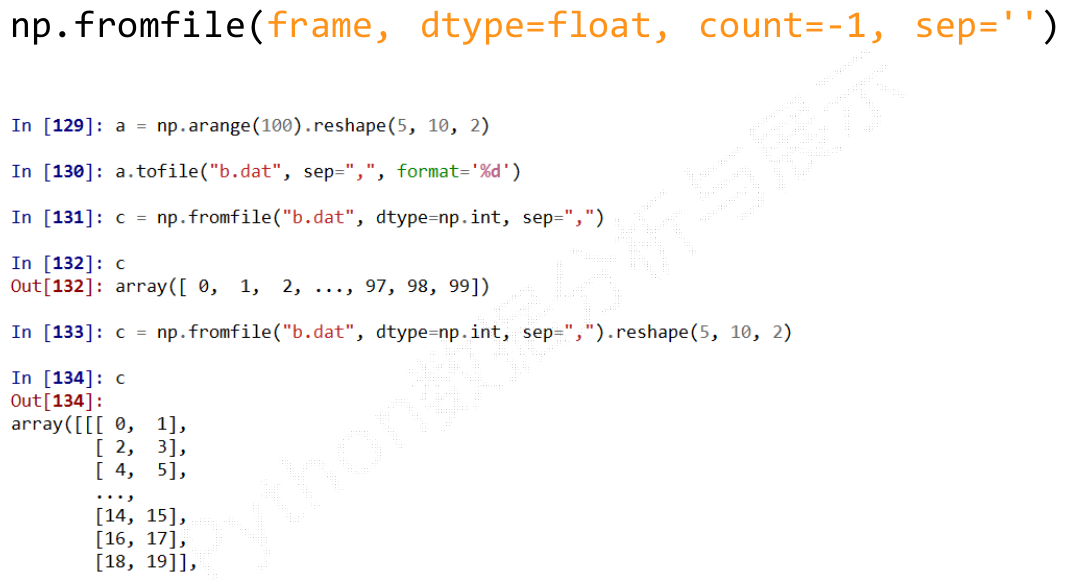 np.fromfile(frame, dtype=float, count=-1, sep='')
In [129]: a = np.arange(100).reshape(5, 10, 2)
In [130]: a.tofile("b.dat", sep=",", format='%d')
In [131]: c = np.fromfile("b.dat", dtype=np.int, sep=",")
In [132]: c
Out[132]: array([ 0,  1,  2, ..., 97, 98, 99])
In [133]: c = np.fromfile("b.dat", dtype=np.int, sep=",").reshape(5, 10, 2)
In [134]: c
Out[134]:
array([[[ 0,  1],
[ 2,  3],
[ 4,  5],
...,
[14, 15],
[16, 17],
[18, 19]],
Python数据分析与展示